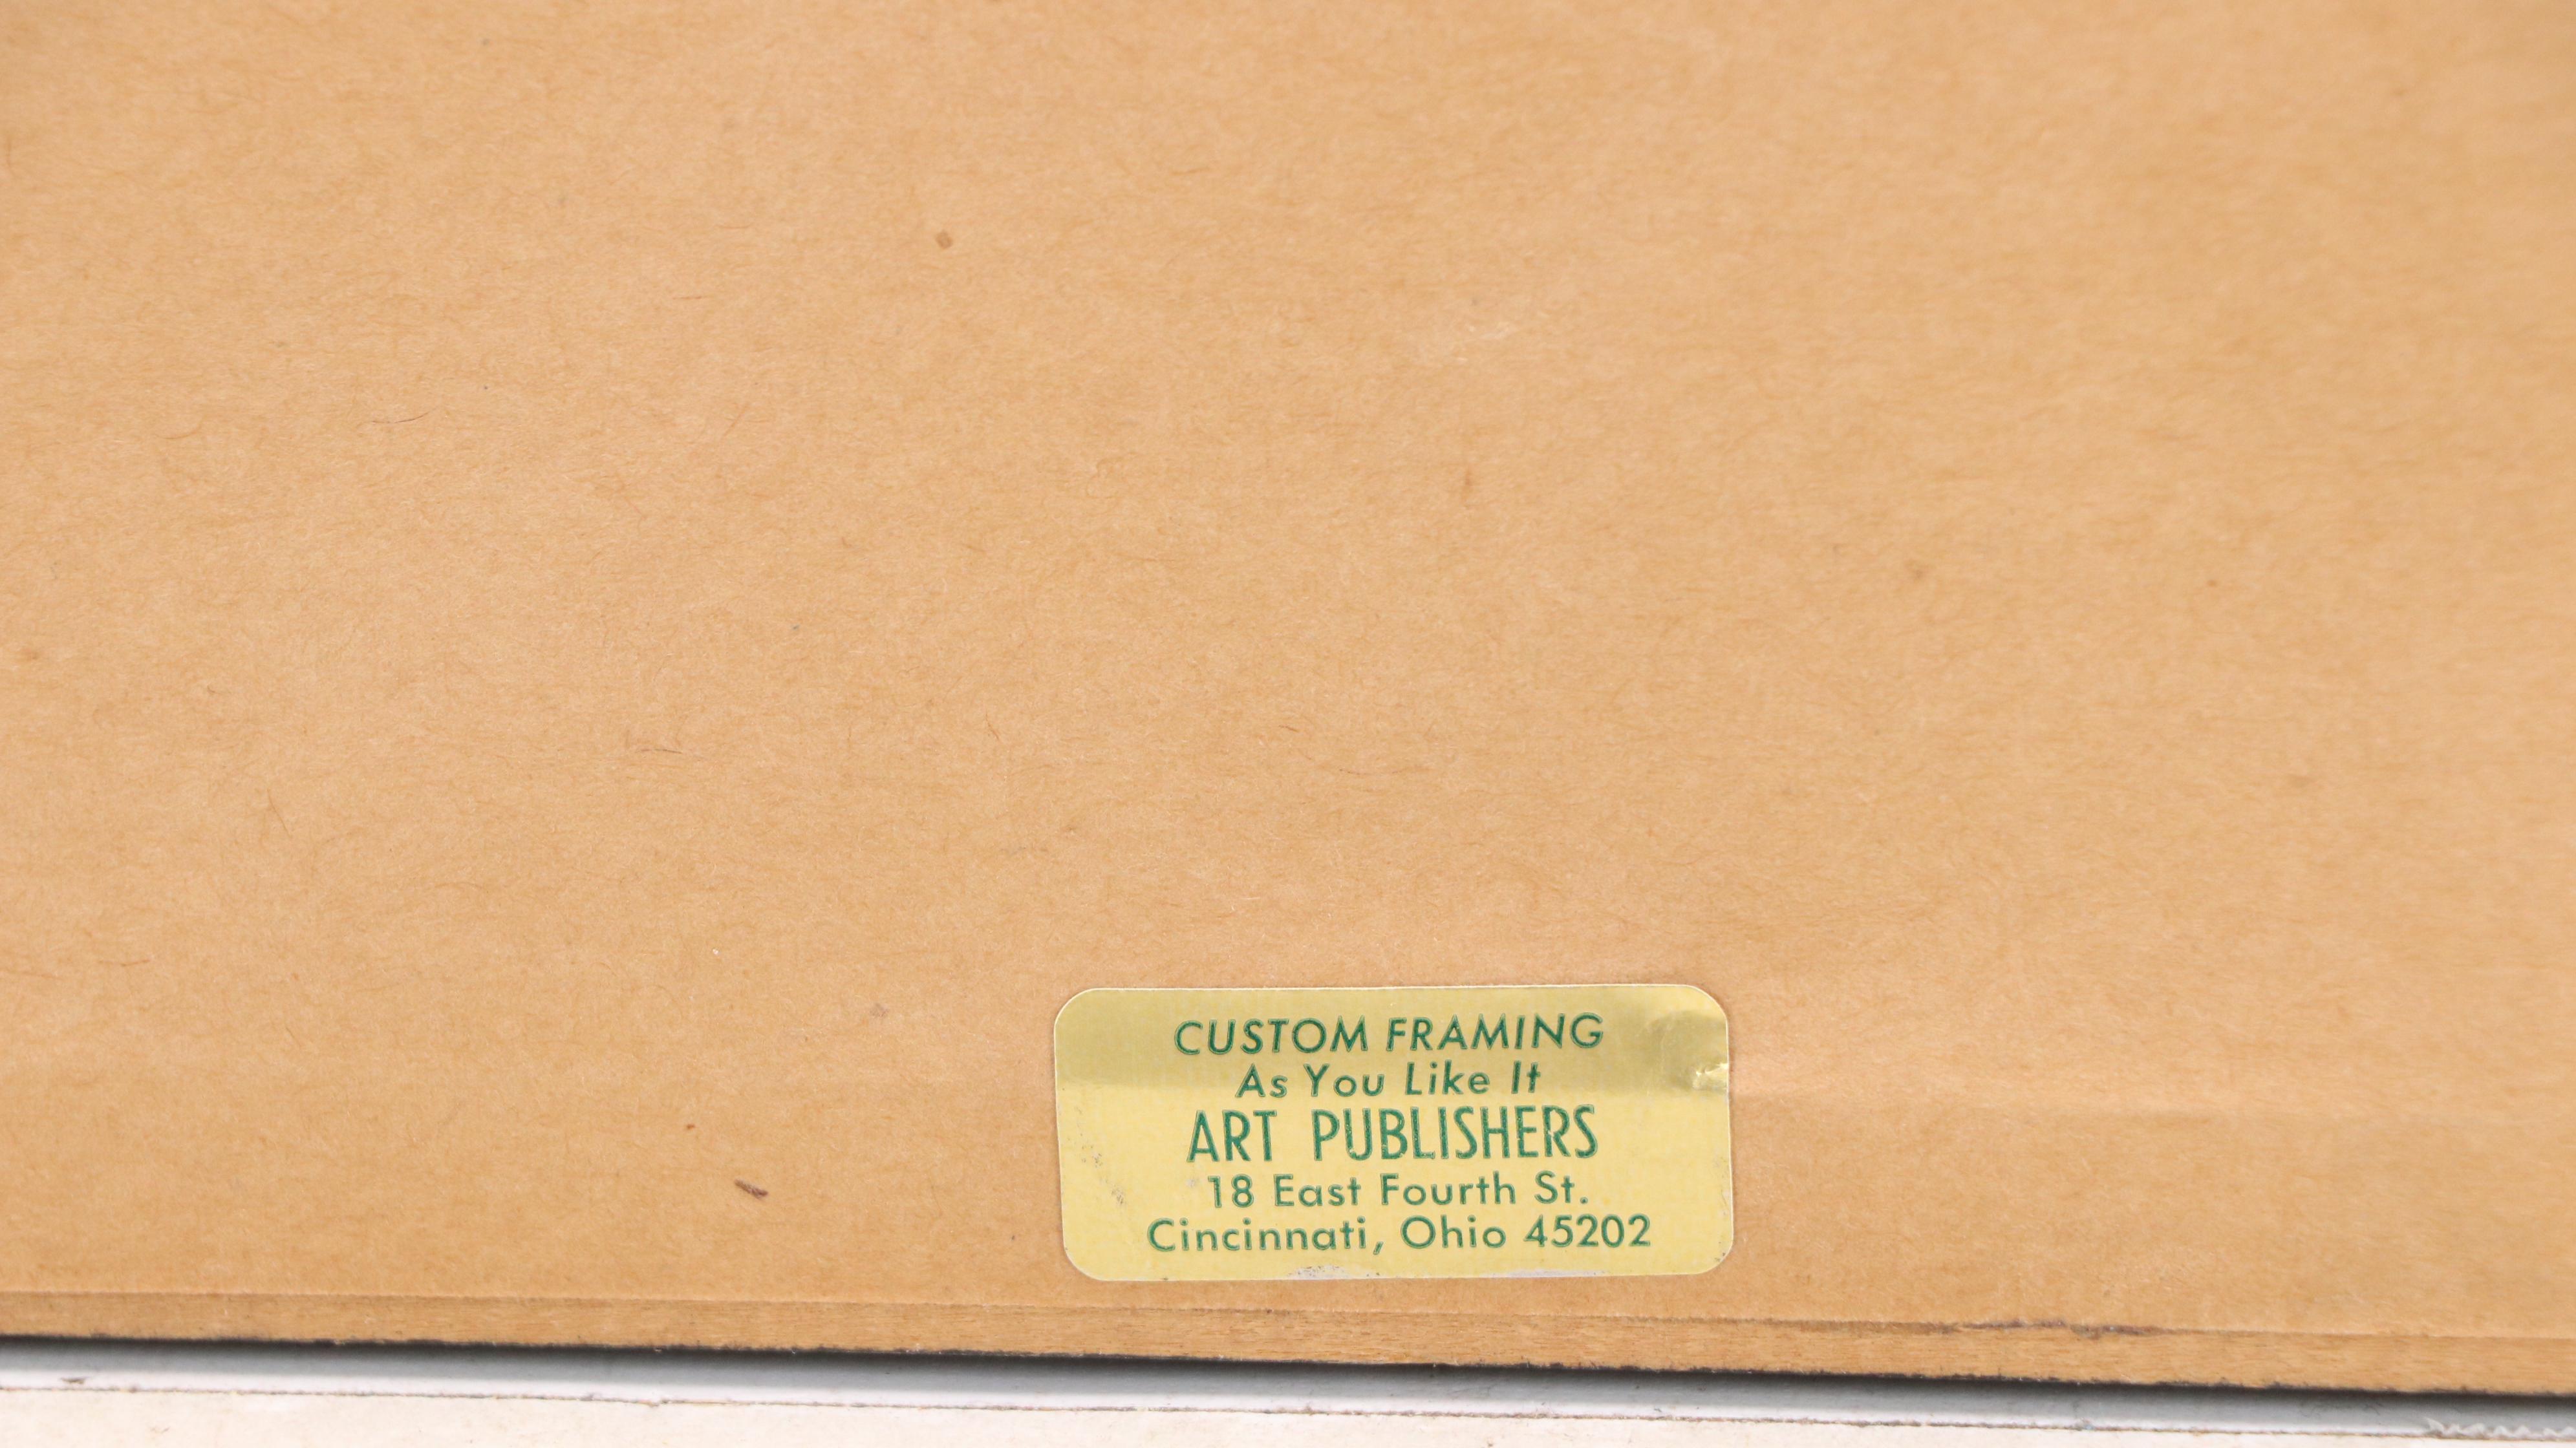 CUSTOM FRAMING
As You Like It
ART PUBLISHERS
18 East Fourth St.
Cincinnati, Ohio 45202